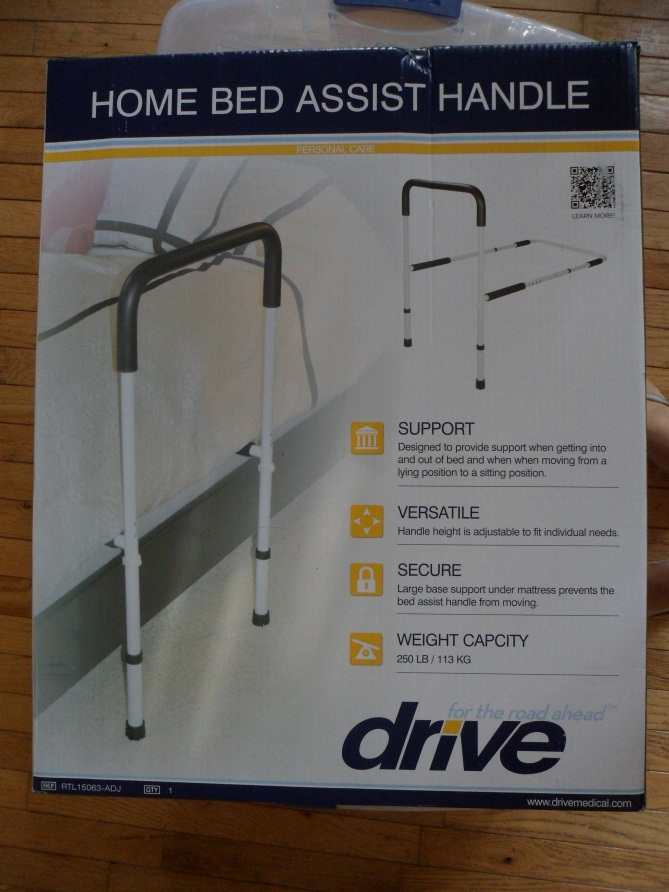 HOME BED ASSIST HANDLE
PERSONAL CARE
LEARN MORE!
SUPPORT
Designed to provide support when getting into
and out of bed and when when moving from a
lying position to a sitting position.
VERSATILE
Handle height is adjustable to fit individual needs.
SECURE
Large base support under mattress prevents the
bed assist handle from moving.
WEIGHT CAPCITY
250 LB / 113 KG
for the road ahead™
drive
REF RTL15063-ADJ QTY 1
www.drivemedical.com